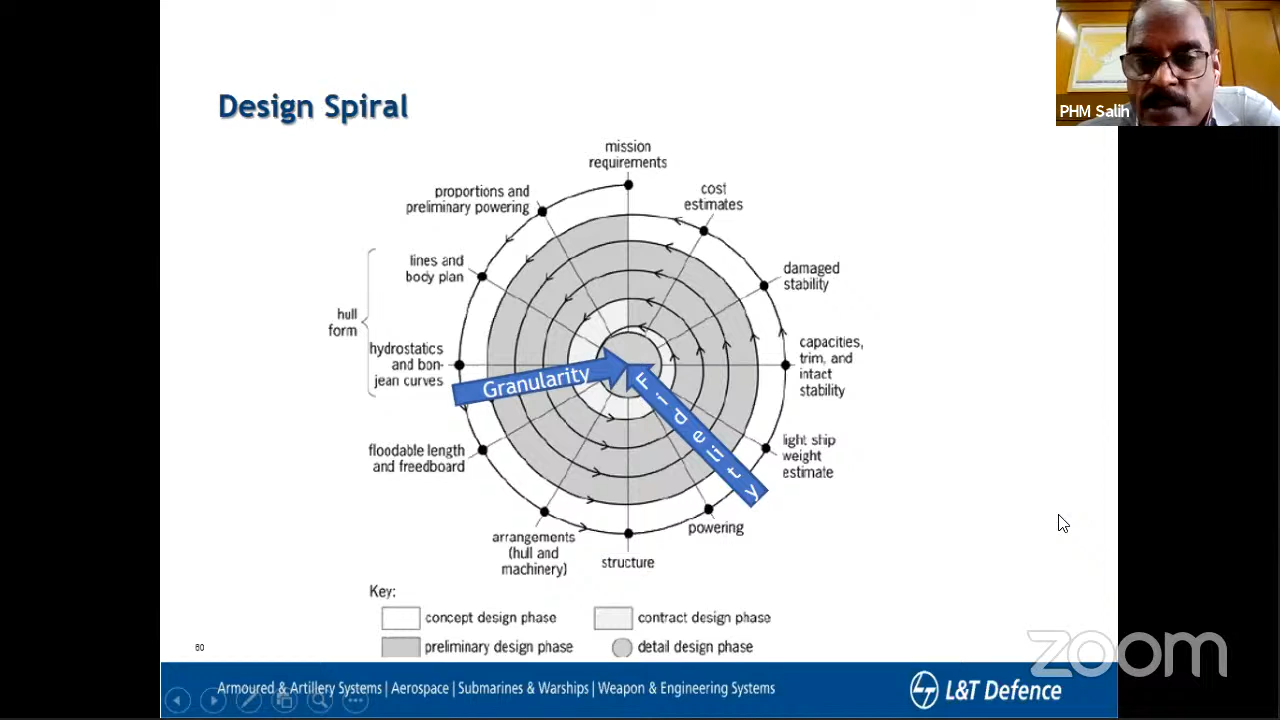 PHM Salih
Design Spiral
mission
requirements
proportions and
preliminary powering
cost
estimates
lines and
body plan
damaged
stability
hull
form
hydrostatics
and bon-
jean curves
capacities,
trim, and
intact
stability
Granularity
Fidelity
floodable length
and freedboard
light ship
weight
estimate
arrangements
(hull and
machinery)
structure
powering
Key:
concept design phase
contract design phase
preliminary design phase
detail design phase
60
zoom
Armoured & Artillery Systems | Aerospace | Submarines & Warships | Weapon & Engineering Systems
L&T Defence